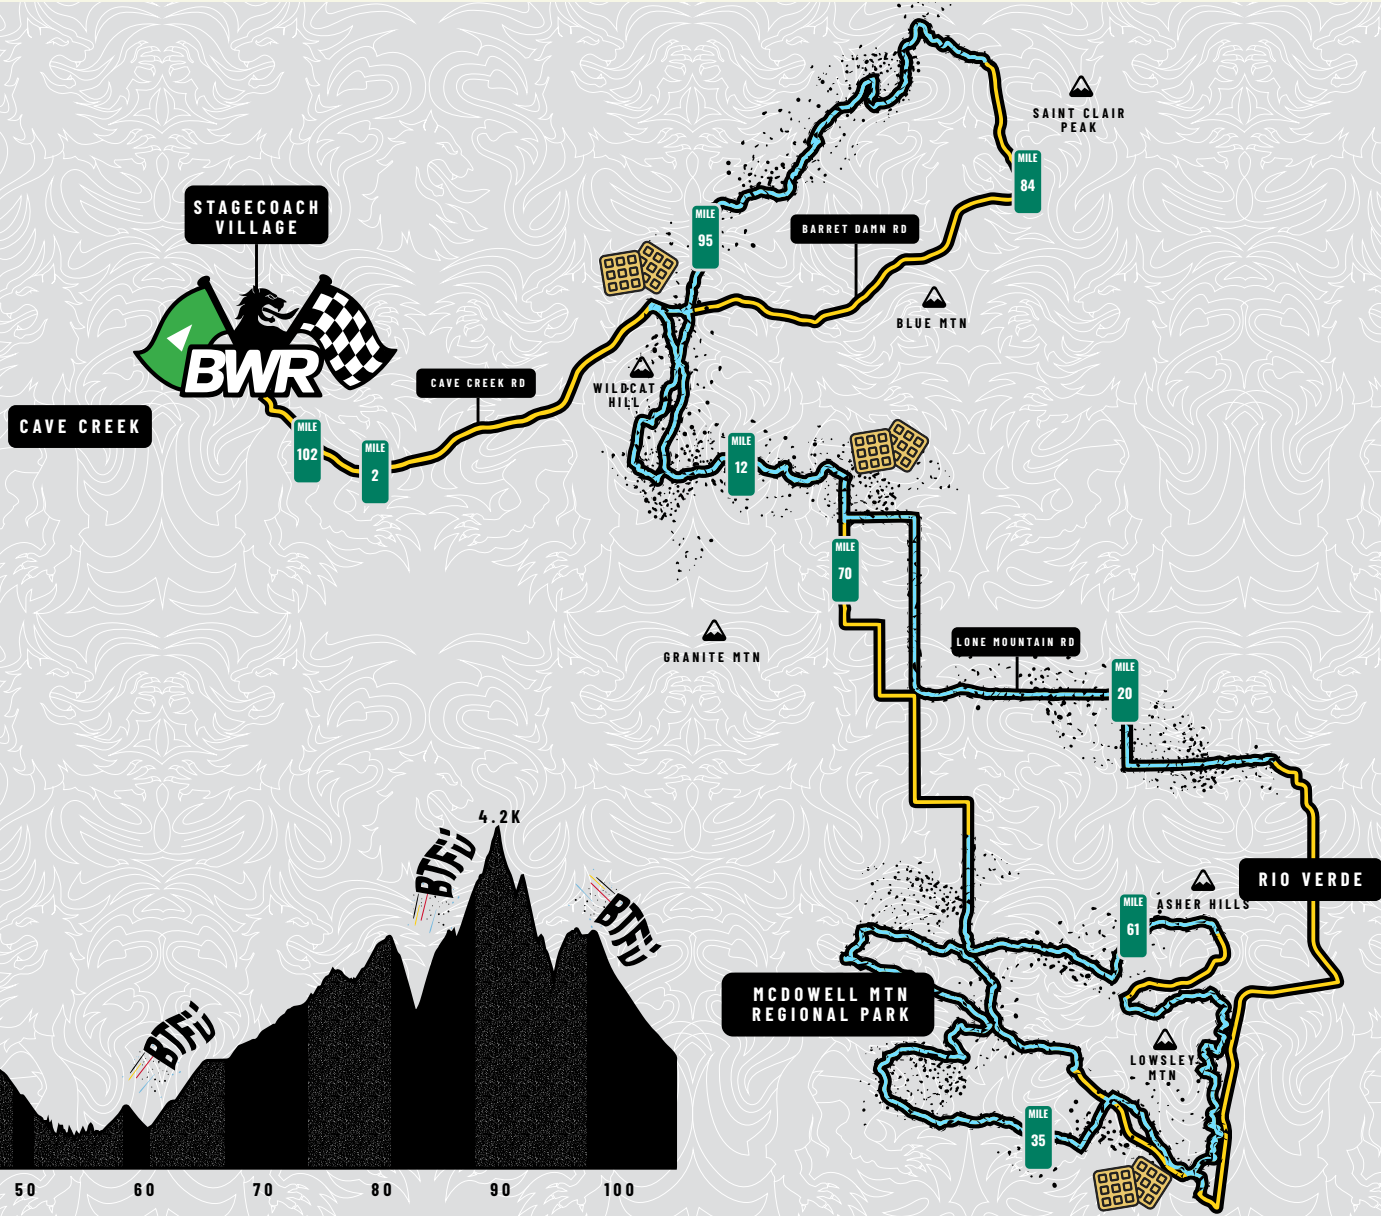 SAINT CLAIR
PEAK
MILE
84
STAGECOACH
VILLAGE
MILE
95
BARRET DAMN RD
BLUE MTN
BWR
CAVE CREEK RD
WILDCAT
HILL
CAVE CREEK
MILE
102
MILE
2
MILE
12
MILE
70
GRANITE MTN
LONE MOUNTAIN RD
MILE
20
4.2K
BTFD
BTFD
BTFD
RIO VERDE
ASHER HILLS
MILE
61
MCDOWELL MTN
REGIONAL PARK
LOWSLEY
MTN
MILE
35
50 60 70 80 90 100